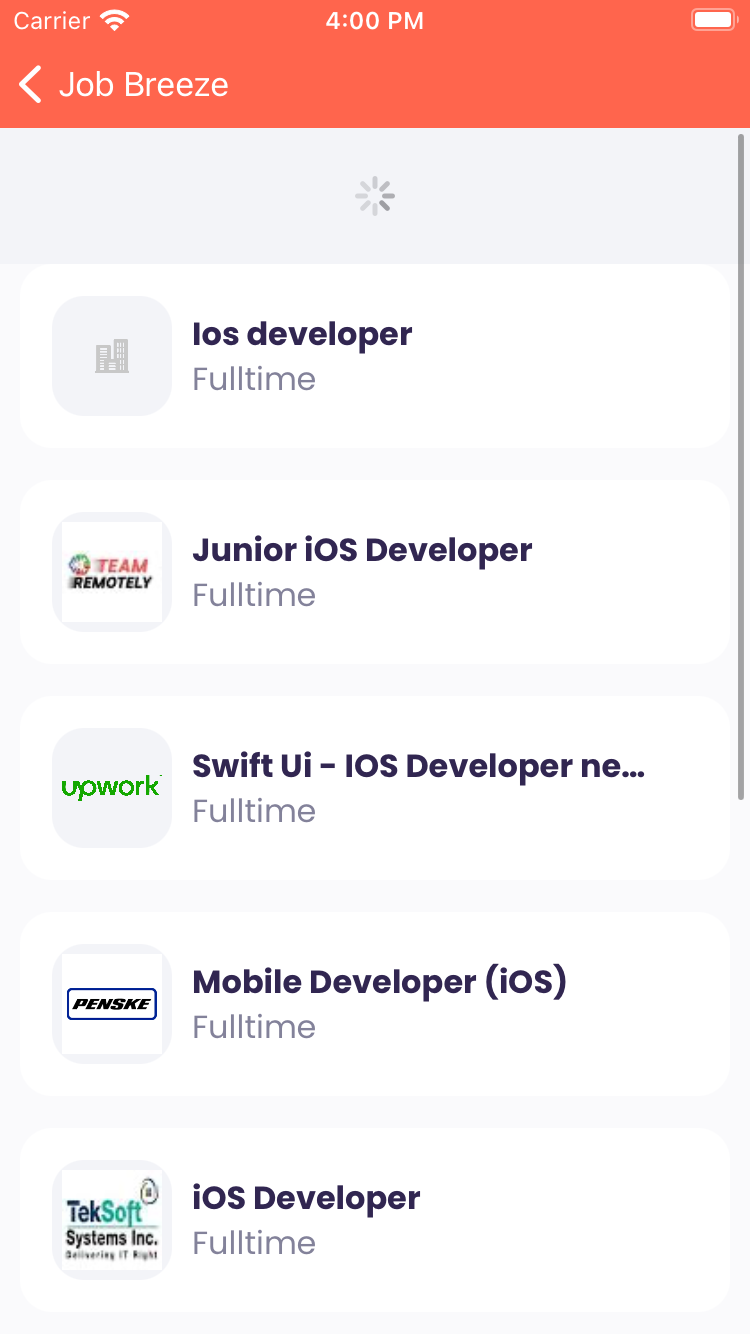 Carrier 4:00 PM
Job Breeze
Ios developer
Fulltime
TEAM
REMOTELY
Junior iOS Developer
Fulltime
upwork
Swift Ui - IOS Developer ne...
Fulltime
PENSKE
Mobile Developer (iOS)
Fulltime
TekSoft
Systems Inc.
Delivering IT Right
iOS Developer
Fulltime